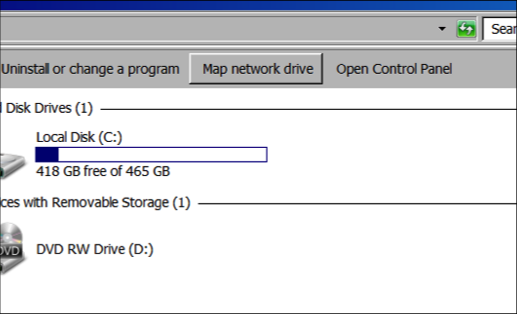 Sear
Uninstall or change a program Map network drive Open Control Panel
Disk Drives (1)
Local Disk (C:)
418 GB free of 465 GB
ces with Removable Storage (1)
DVD
DVD RW Drive (D:)